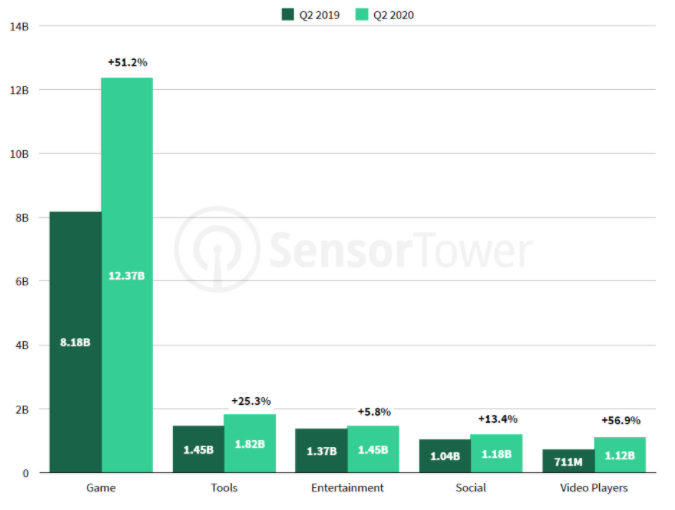 Q2 2019 Q2 2020
14B
12B
10B
8B
6B
4B
2B
0
+51.2%
+25.3%
+5.8%
+13.4%
+56.9%
SensorTower
8.18B 12.37B
1.45B 1.82B
1.37B 1.45B
1.04B 1.18B
711M 1.12B
Game Tools Entertainment Social Video Players